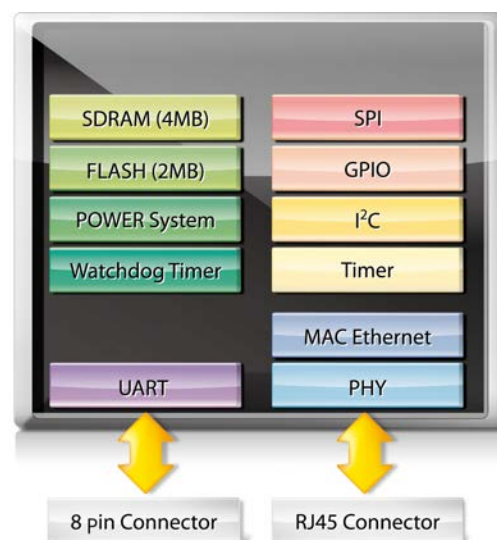 SDRAM (4MB)
SPI
FLASH (2MB)
GPIO
POWER System
I²C
Watchdog Timer
Timer
MAC Ethernet
UART
PHY
8 pin Connector
RJ45 Connector